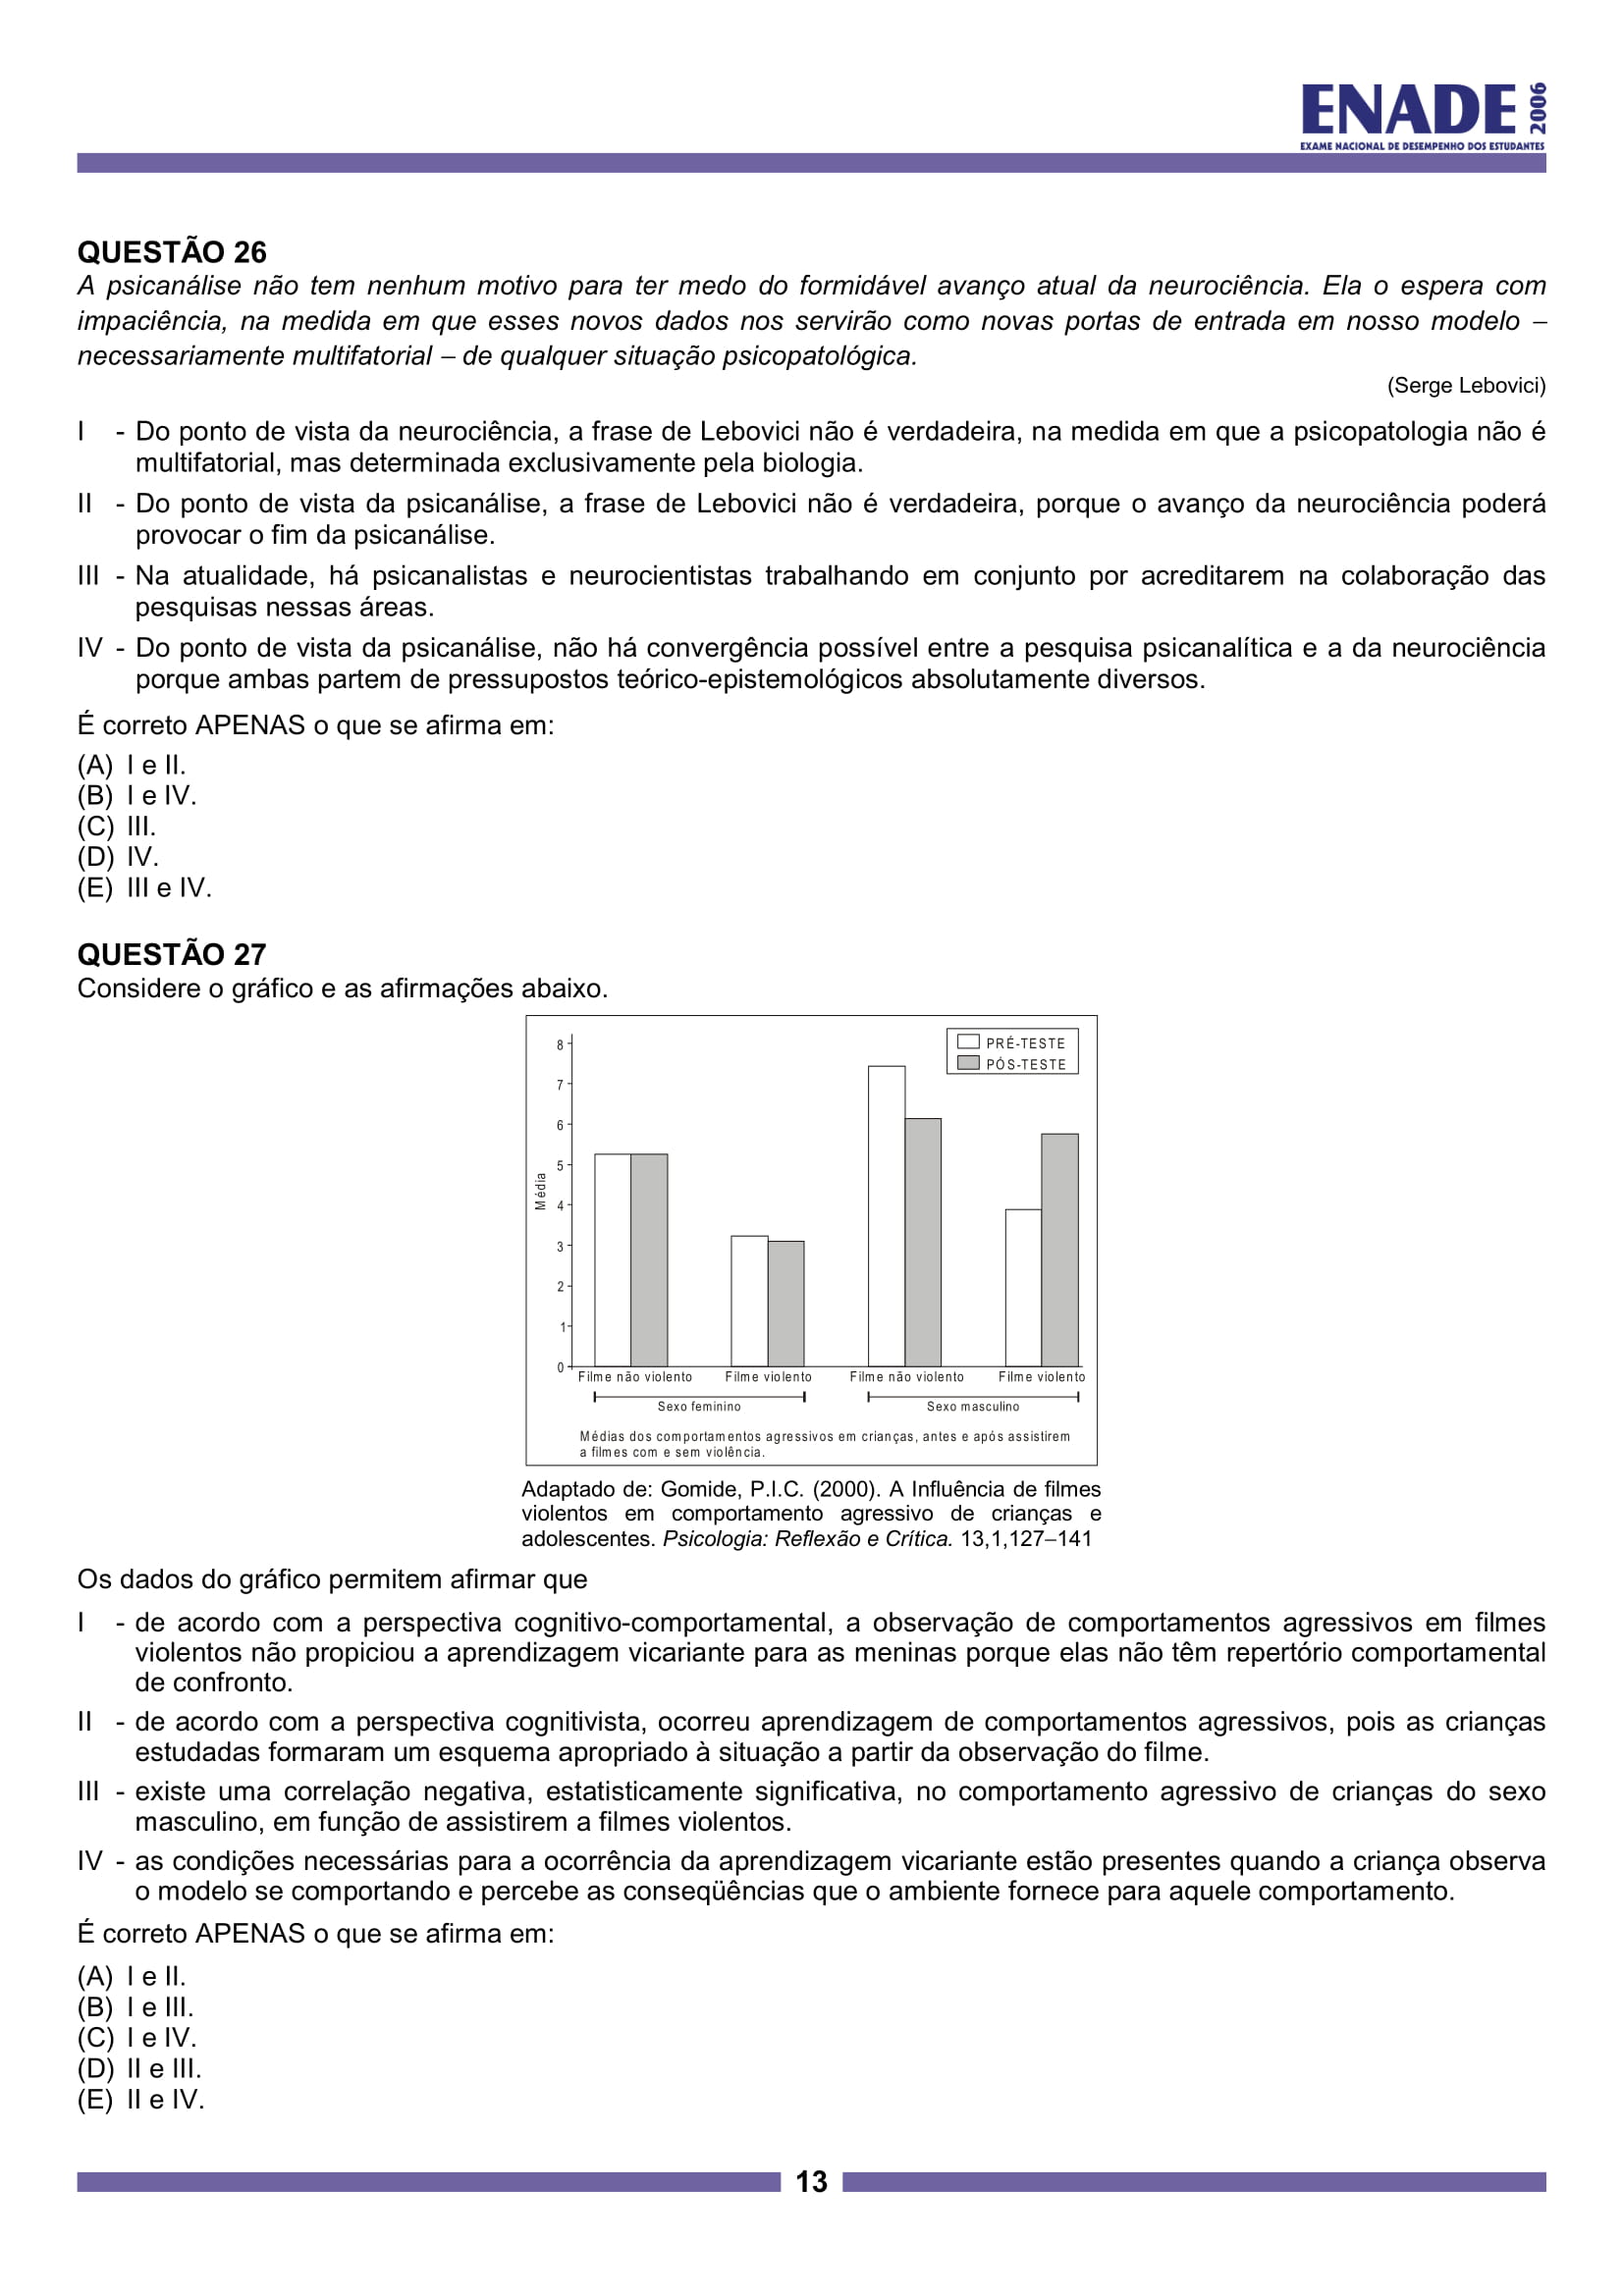 ENADE 2006
EXAME NACIONAL DE DESEMPENHO DOS ESTUDANTES
QUESTÃO 26
A psicanálise não tem nenhum motivo para ter medo do formidável avanço atual da neurociência. Ela o espera com
impaciência, na medida em que esses novos dados nos servirão como novas portas de entrada em nosso modelo –
necessariamente multifatorial – de qualquer situação psicopatológica.
(Serge Lebovici)
I - Do ponto de vista da neurociência, a frase de Lebovici não é verdadeira, na medida em que a psicopatologia não é
multifatorial, mas determinada exclusivamente pela biologia.
II - Do ponto de vista da psicanálise, a frase de Lebovici não é verdadeira, porque o avanço da neurociência poderá
provocar o fim da psicanálise.
III - Na atualidade, há psicanalistas e neurocientistas trabalhando em conjunto por acreditarem na colaboração das
pesquisas nessas áreas.
IV - Do ponto de vista da psicanálise, não há convergência possível entre a pesquisa psicanalítica e a da neurociência
porque ambas partem de pressupostos teórico-epistemológicos absolutamente diversos.
É correto APENAS o que se afirma em:
(A) I e II.
(B) I e IV.
(C) III.
(D) IV.
(E) III e IV.
QUESTÃO 27
Considere o gráfico e as afirmações abaixo.
PRÉ-TESTE
PÓS-TESTE
8
7
6
5
4
3
2
1
0
Média
Filme não violento Filme violento Filme não violento Filme violento
Sexo feminino Sexo masculino
Médias dos comportamentos agressivos em crianças, antes e após assistirem
a filmes com e sem violência.
Adaptado de: Gomide, P.I.C. (2000). A Influência de filmes
violentos em comportamento agressivo de crianças e
adolescentes. Psicologia: Reflexão e Crítica. 13,1,127–141
Os dados do gráfico permitem afirmar que
I - de acordo com a perspectiva cognitivo-comportamental, a observação de comportamentos agressivos em filmes
violentos não propiciou a aprendizagem vicariante para as meninas porque elas não têm repertório comportamental
de confronto.
II - de acordo com a perspectiva cognitivista, ocorreu aprendizagem de comportamentos agressivos, pois as crianças
estudadas formaram um esquema apropriado à situação a partir da observação do filme.
III - existe uma correlação negativa, estatisticamente significativa, no comportamento agressivo de crianças do sexo
masculino, em função de assistirem a filmes violentos.
IV - as condições necessárias para a ocorrência da aprendizagem vicariante estão presentes quando a criança observa
o modelo se comportando e percebe as conseqüências que o ambiente fornece para aquele comportamento.
É correto APENAS o que se afirma em:
(A) I e II.
(B) I e III.
(C) I e IV.
(D) II e III.
(E) II e IV.
13